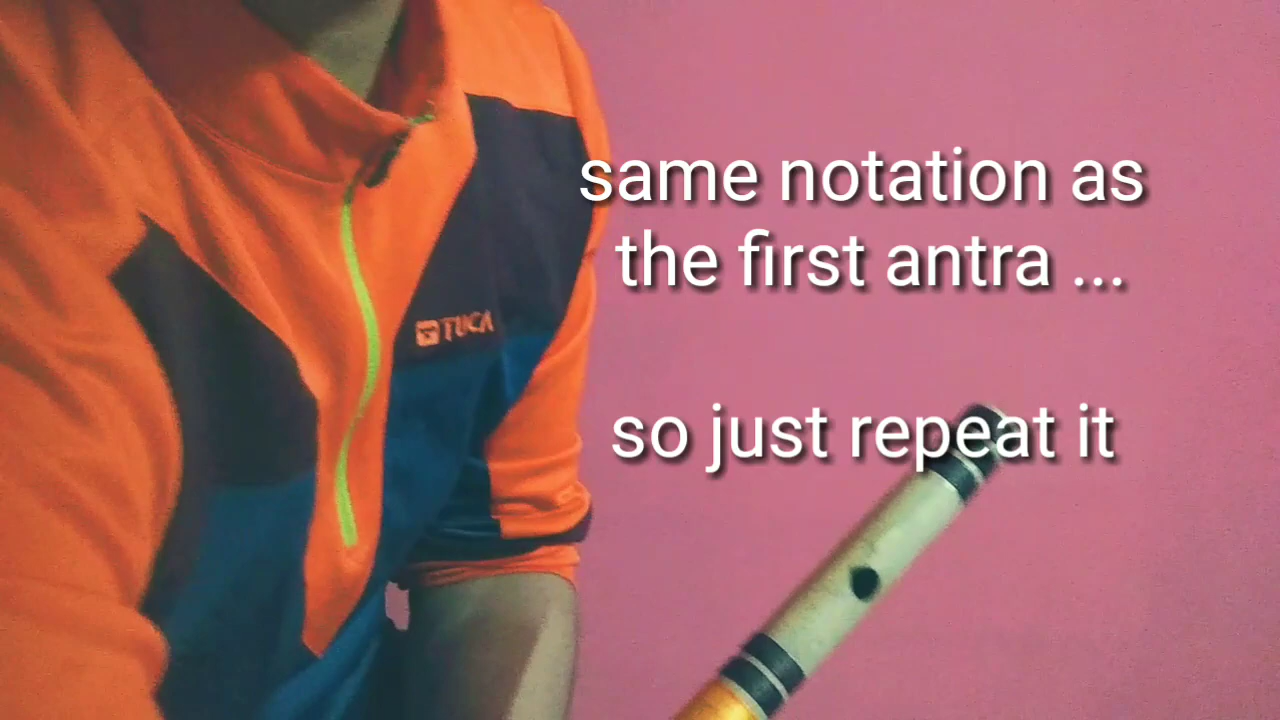 same notation as
the first antra ...
so just repeat it
TUCA